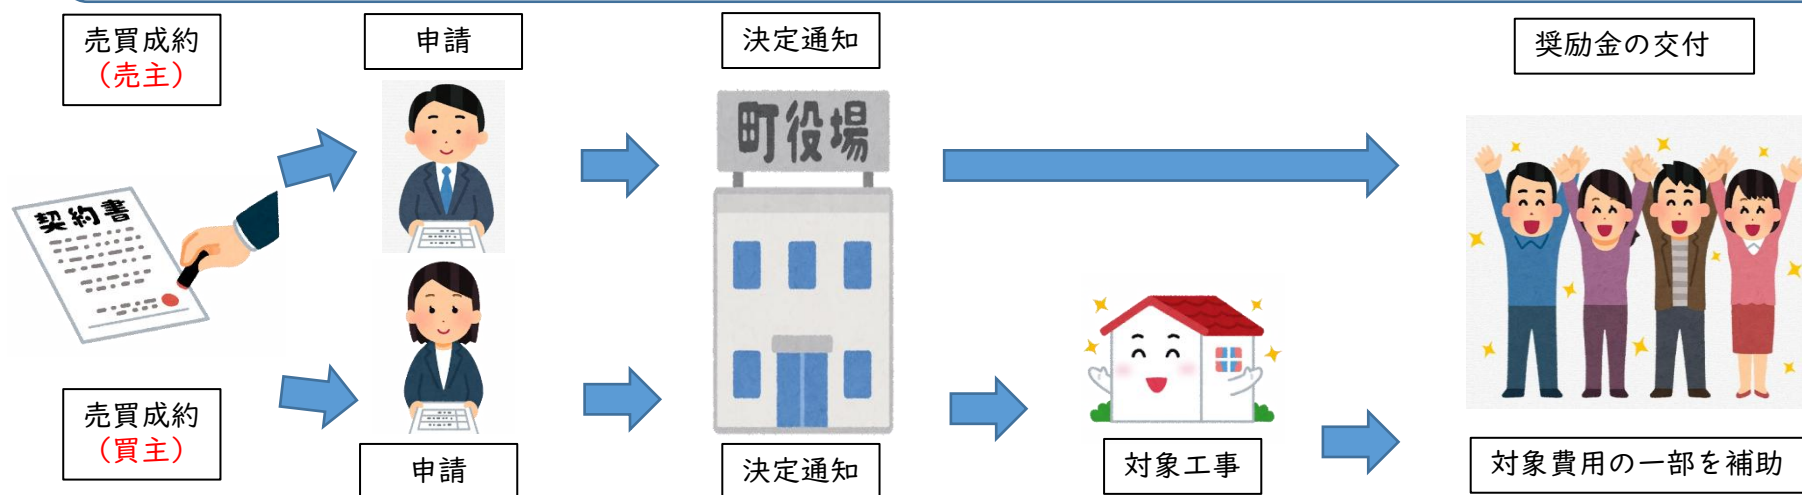 売買成約
（売主）
申請
決定通知
奨励金の交付
町役場
契約書
売買成約
（買主）
申請
決定通知
対象工事
対象費用の一部を補助